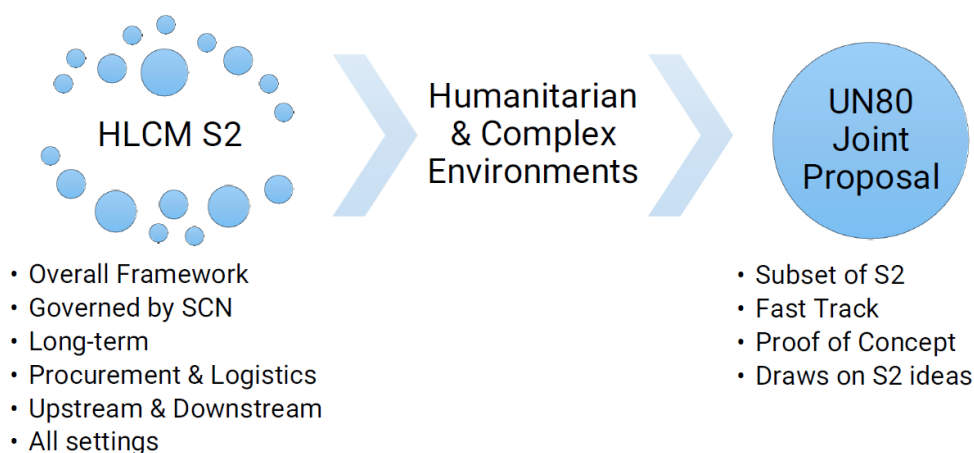 HLCM S2
Humanitarian
& Complex
Environments
UN80
Joint
Proposal
• Overall Framework
• Governed by SCN
• Long-term
• Procurement & Logistics
• Upstream & Downstream
• All settings
• Subset of S2
• Fast Track
• Proof of Concept
• Draws on S2 ideas